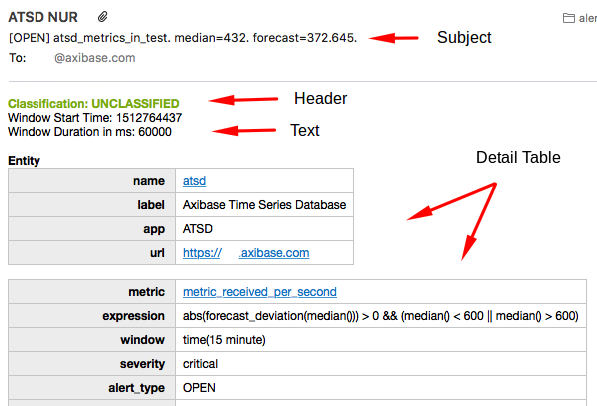 ATSD NUR
aler
[OPEN] atsd_metrics_in_test. median=432. forecast=372.645.
Subject
To: @axibase.com
Classification: UNCLASSIFIED
Header
Window Start Time: 1512764437
Window Duration in ms: 60000
Text
Detail Table
Entity
name atsd
label Axibase Time Series Database
app ATSD
url https:// .axibase.com
metric metric_received_per_second
expression abs(forecast_deviation(median())) > 0 && (median() < 600 || median() > 600)
window time(15 minute)
severity critical
alert_type OPEN